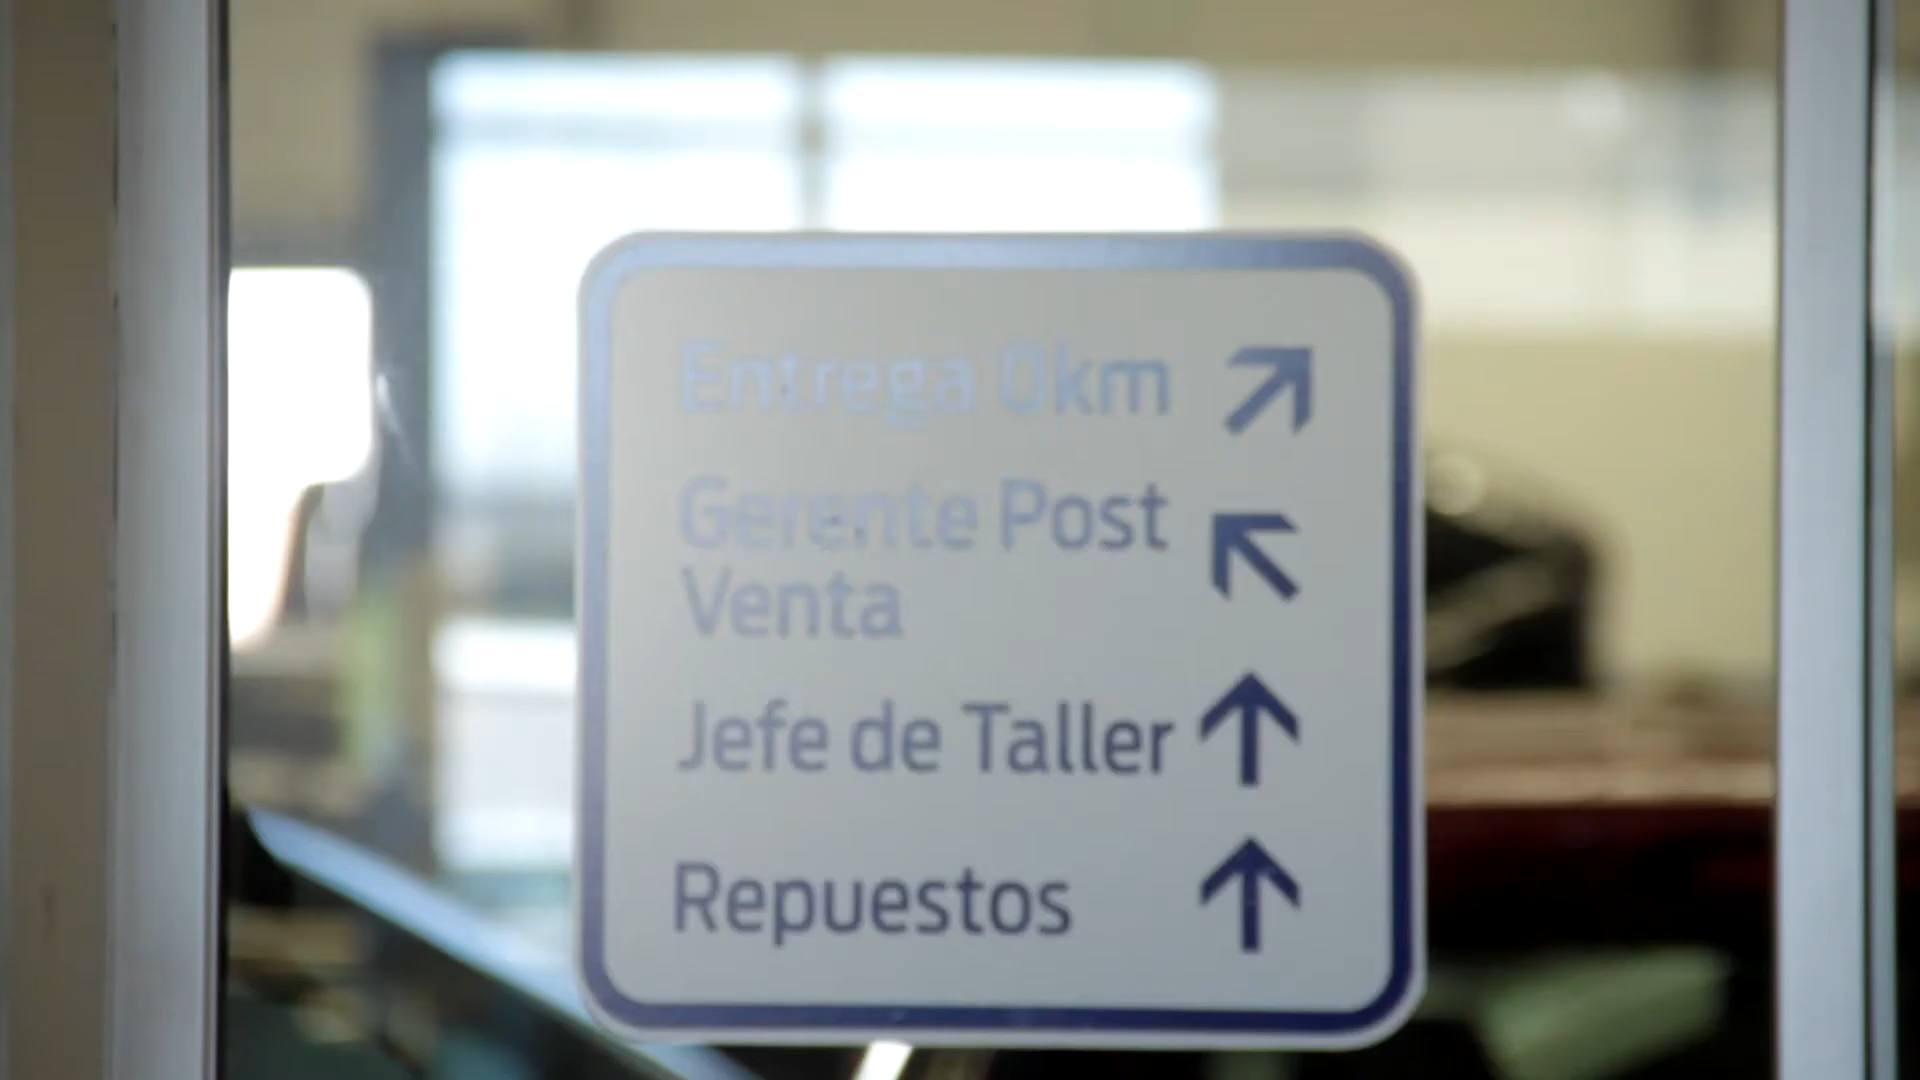 Entrega 0km
Gerente Post
Venta
Jefe de Taller
Repuestos